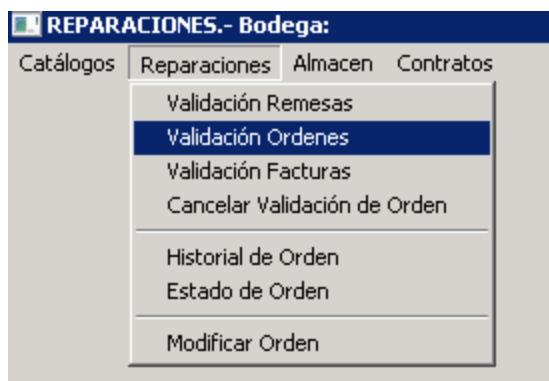 REPARACIONES.- Bodega:
Catálogos Reparaciones Almacen Contratos
Validación Remesas
Validación Ordenes
Validación Facturas
Cancelar Validación de Orden
Historial de Orden
Estado de Orden
Modificar Orden